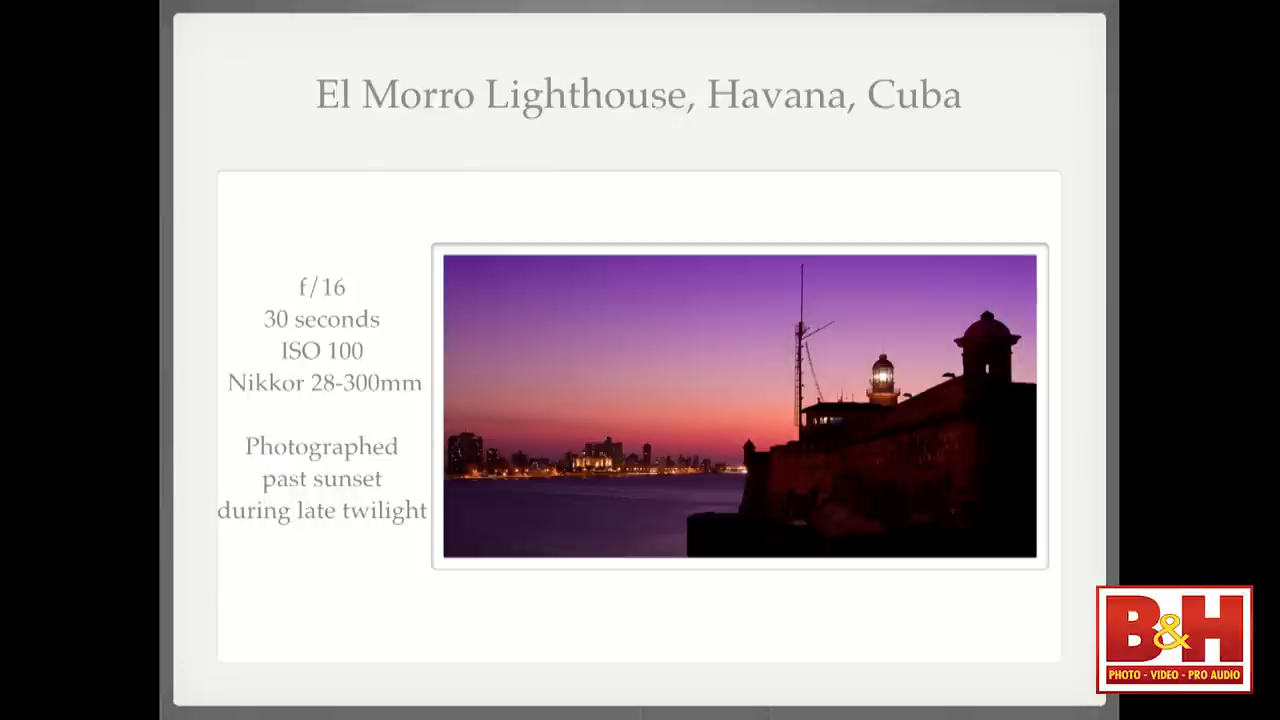 El Morro Lighthouse, Havana, Cuba
f/16
30 seconds
ISO 100
Nikkor 28-300mm
Photographed
past sunset
during late twilight
B&H
PHOTO - VIDEO - PRO AUDIO